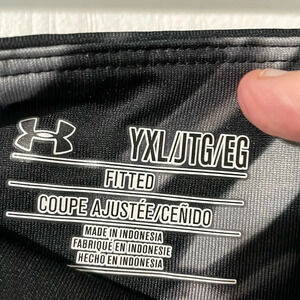 YXL/JTG/EG
FITTED
COUPE AJUSTÉE/CEÑIDO
MADE IN INDONESIA
FABRIQUÉ EN INDONÉSIE
HECHO EN INDONESIA